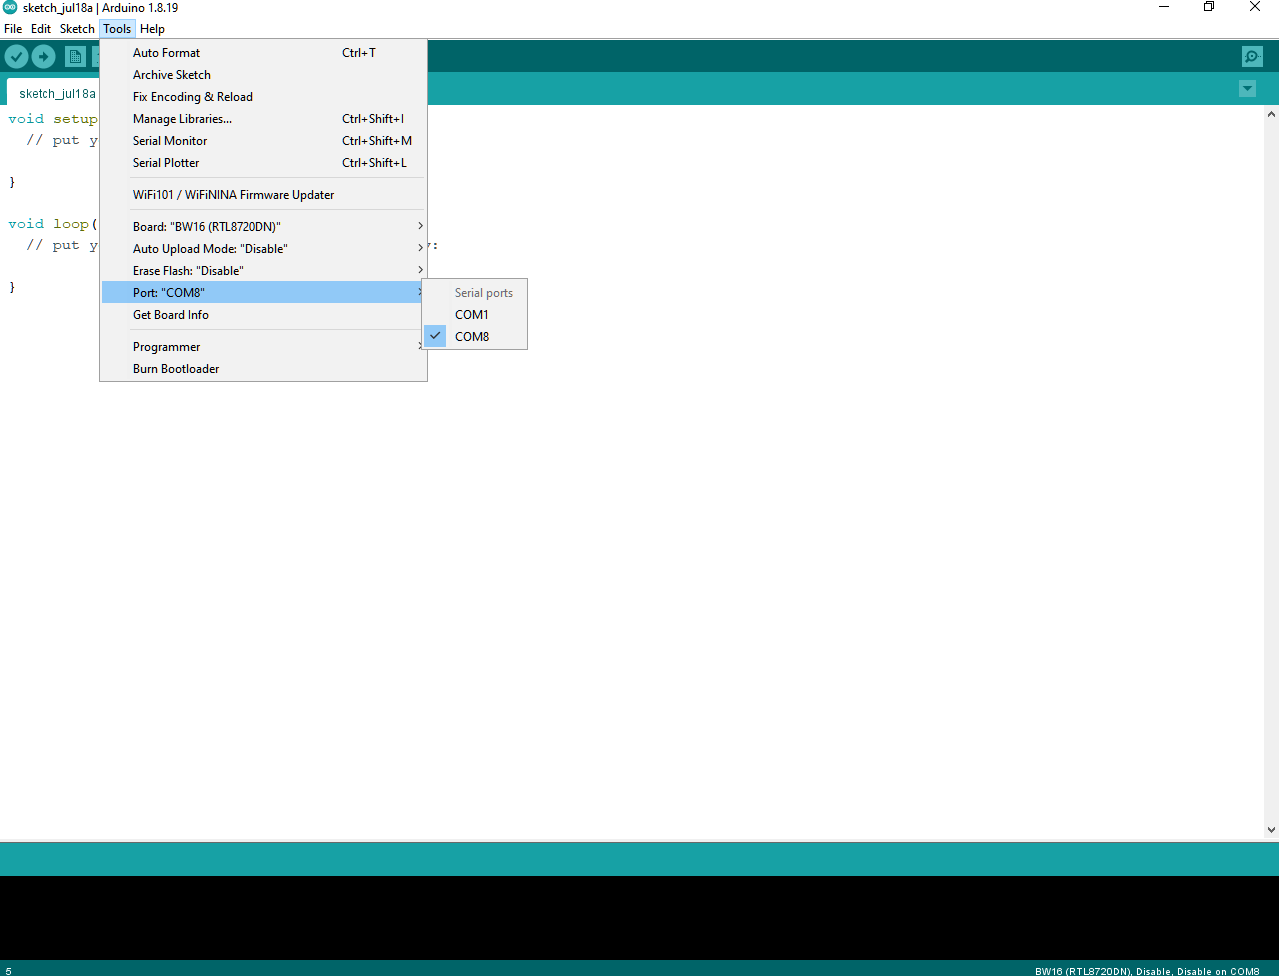 sketch_jul18a | Arduino 1.8.19
File Edit Sketch Tools Help
sketch_jul18a
void setup
// put y
}
void loop(
// put y
y:
}
Auto Format Ctrl+T
Archive Sketch
Fix Encoding & Reload
Manage Libraries... Ctrl+Shift+I
Serial Monitor Ctrl+Shift+M
Serial Plotter Ctrl+Shift+L
WiFi101 / WiFiNINA Firmware Updater
Board: "BW16 (RTL8720DN)"
Auto Upload Mode: "Disable"
Erase Flash: "Disable"
Port: "COM8"
Get Board Info
Programmer
Burn Bootloader
Serial ports
COM1
COM8
5
BW16 (RTL8720DN), Disable, Disable on COM8